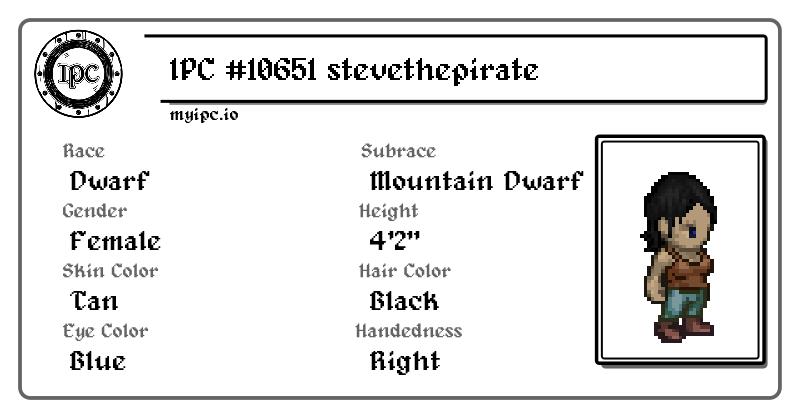 IPC
IPC #10651 stevethepirate
myipc.io
Race
Dwarf
Subrace
Mountain Dwarf
Gender
Female
Height
4'2"
Skin Color
Tan
Hair Color
Black
Eye Color
Blue
Handedness
Right